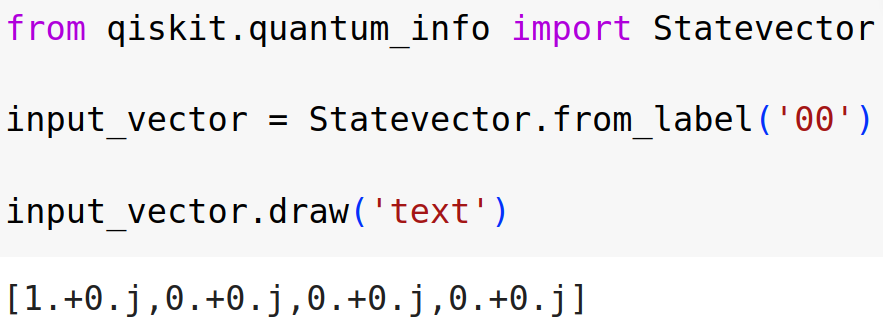 from qiskit.quantum_info import Statevector
input_vector = Statevector.from_label('00')
input_vector.draw('text')
[1.+0.j,0.+0.j,0.+0.j,0.+0.j]